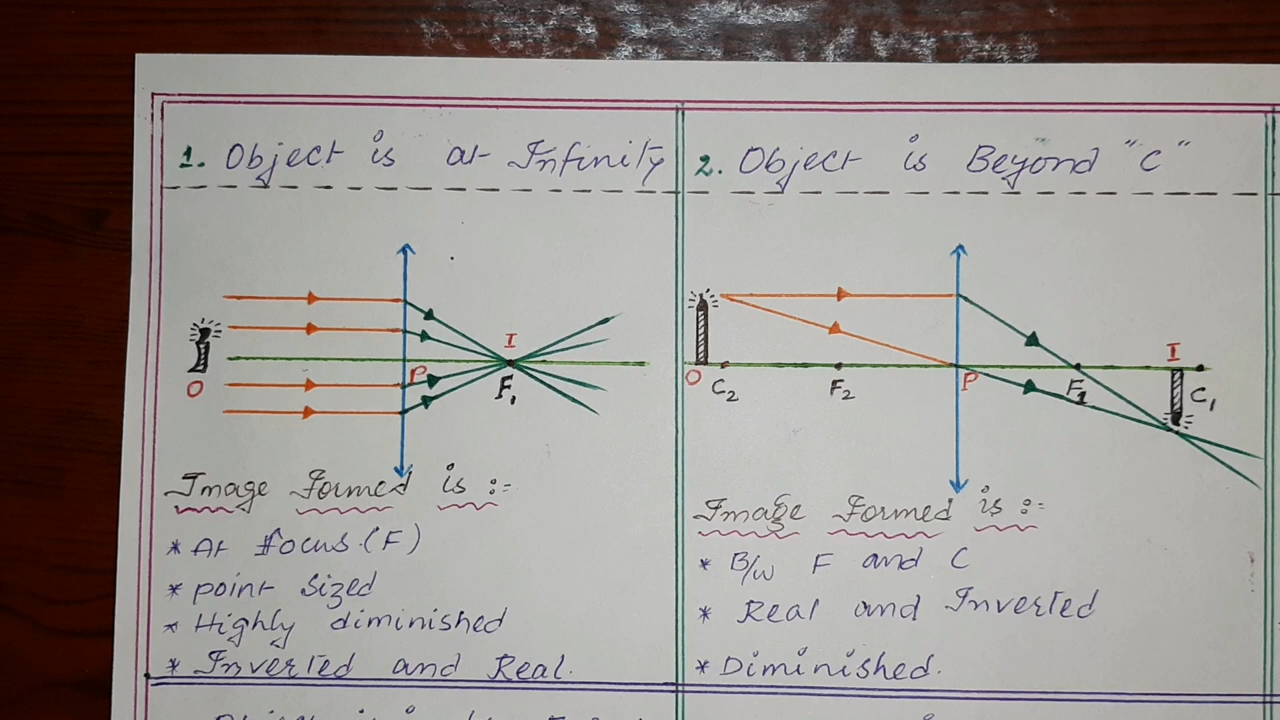 1. Object is at Infinity
O
P
I
F1
Image Formed is :-
* At focus.(F)
* point sized
* Highly diminished
* Inverted and Real.
2. Object is Beyond "C"
O
C2
F2
P
F1
I
C1
Image Formed is :-
* B/w F and C
* Real and Inverted
* Diminished.